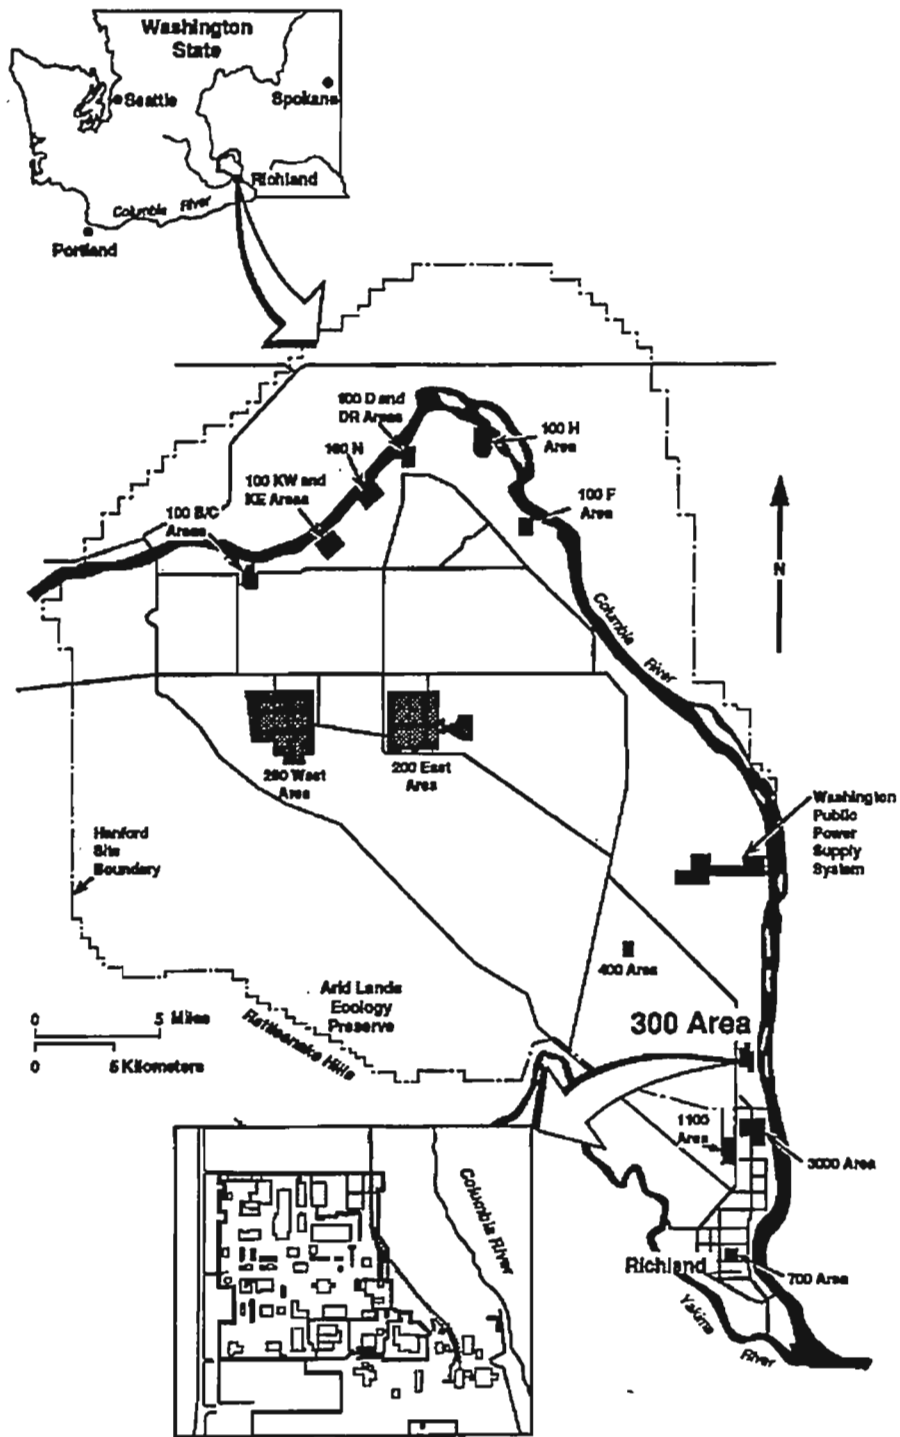 Washington
State
Seattle
Spokane
Richland
Columbia River
Portland
100 D and
DR Areas
100 H
Area
100 N
100 KW and
KE Areas
100 F
Area
100 B/C
Areas
N
Columbia
River
200 West
Area
200 East
Area
Washington
Public
Power
Supply
System
Hanford
Site
Boundary
400 Area
Arid Lands
Ecology
Preserve
0 5 Miles
0 5 Kilometers
Rattlesnake Hills
300 Area
1100
Area
3000 Area
Columbia River
Richland
700 Area
Yakima
River